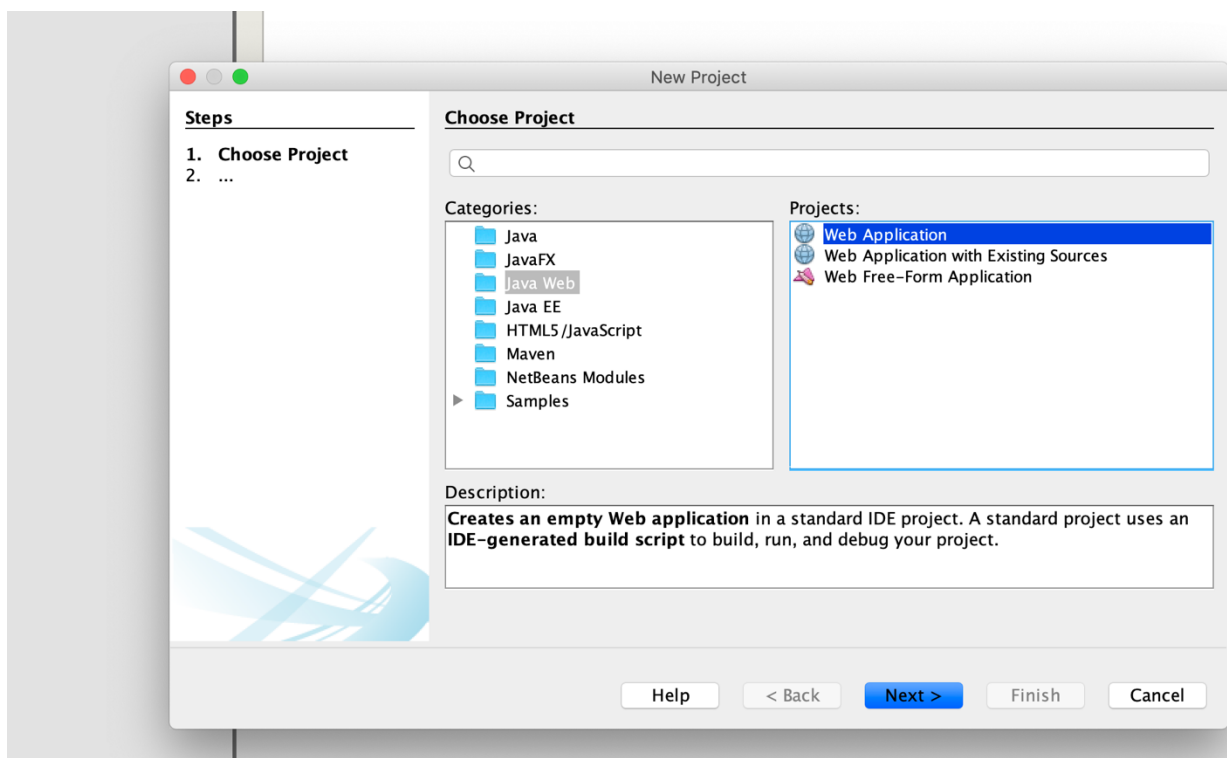 New Project
Steps
1. Choose Project
2. ...
Choose Project
Categories:
Java
JavaFX
Java Web
Java EE
HTML5/JavaScript
Maven
NetBeans Modules
Samples
Projects:
Web Application
Web Application with Existing Sources
Web Free-Form Application
Description:
Creates an empty Web application in a standard IDE project. A standard project uses an
IDE-generated build script to build, run, and debug your project.
Help
< Back
Next >
Finish
Cancel